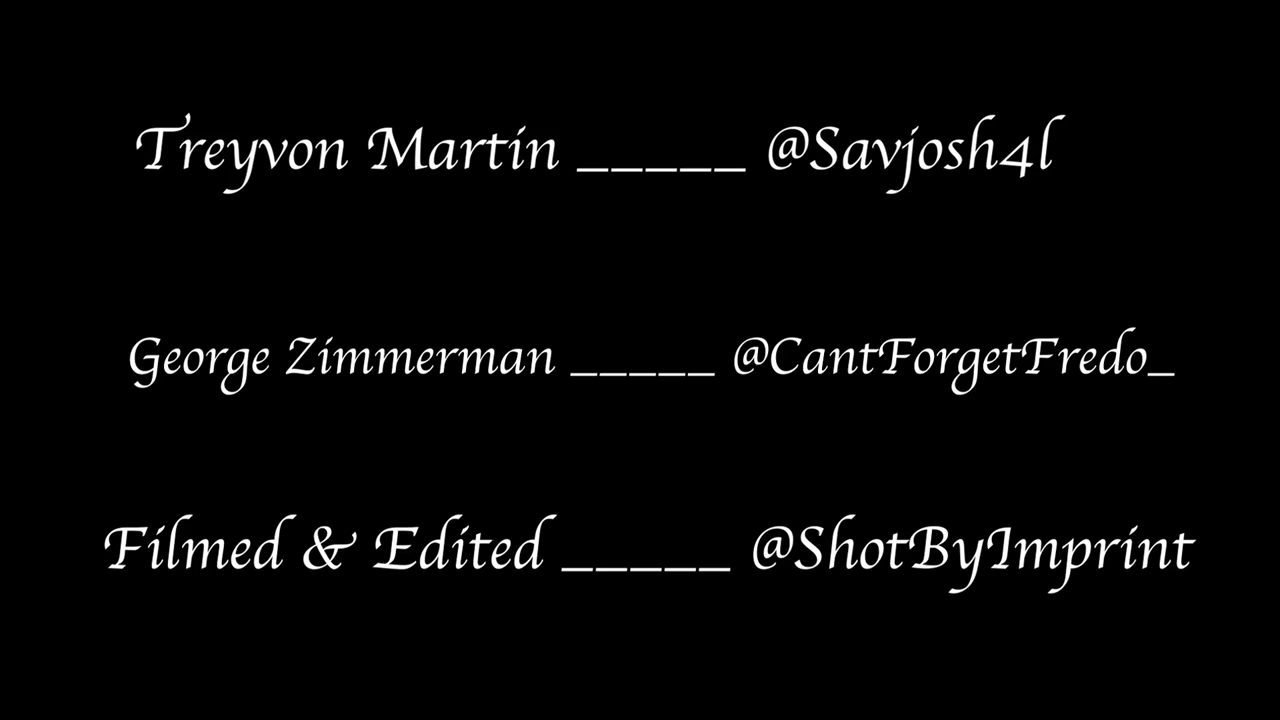 Treyvon Martin _____ @Savjosh4l
George Zimmerman _____ @CantForgetFredo_
Filmed & Edited _____ @ShotByImprint